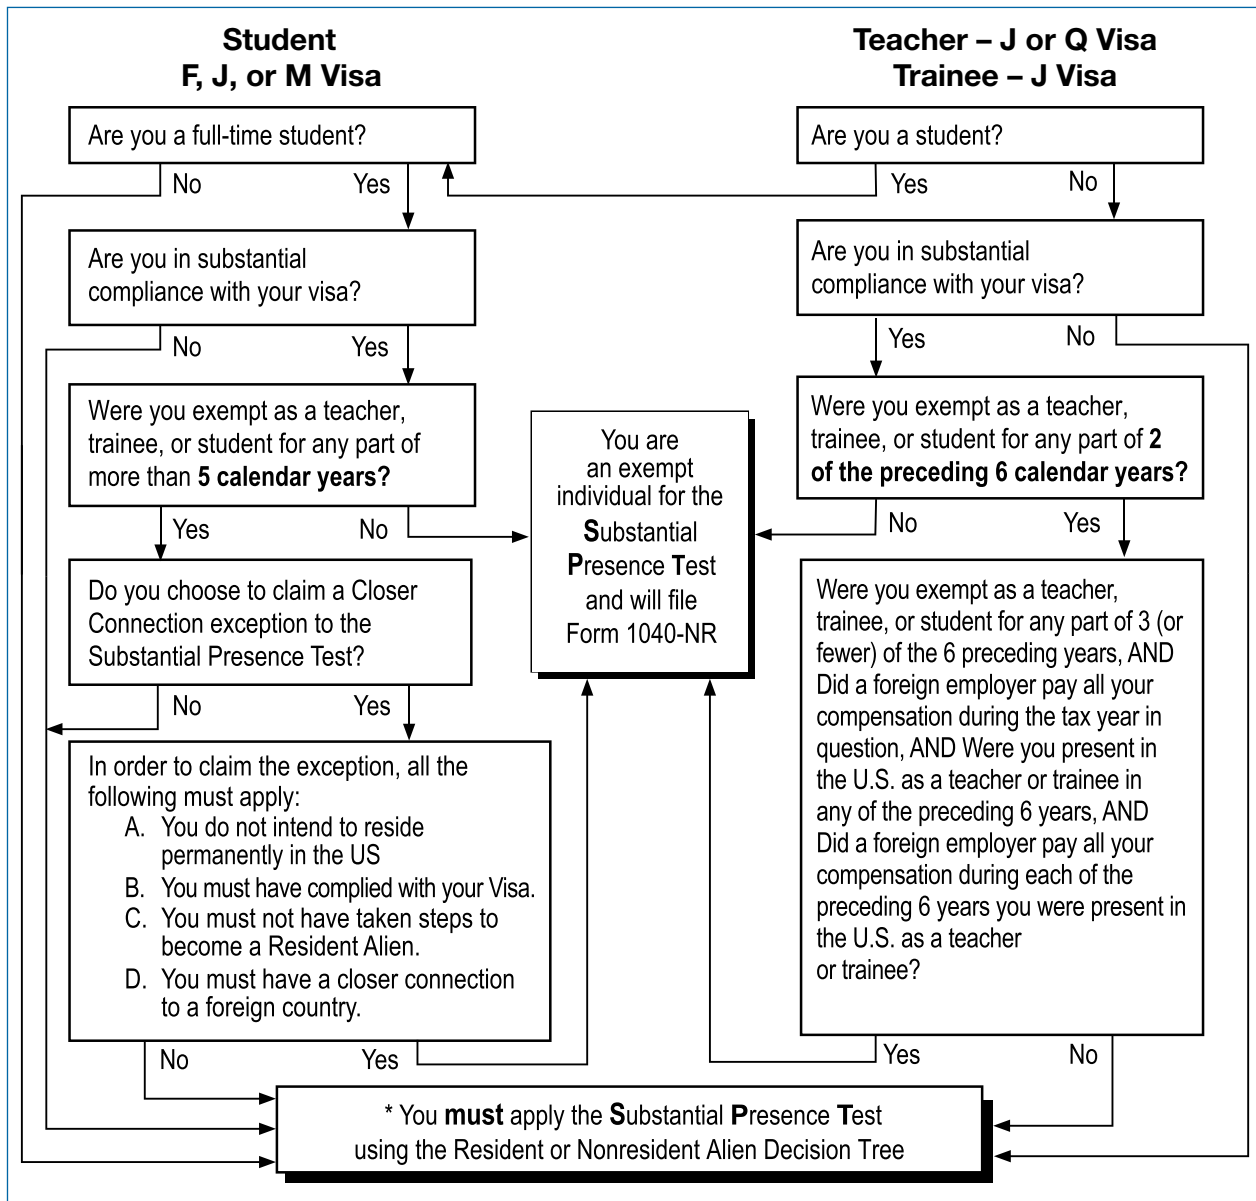 Student
F, J, or M Visa
Are you a full-time student?
No
Yes
Are you in substantial
compliance with your visa?
No
Yes
Were you exempt as a teacher,
trainee, or student for any part of
more than 5 calendar years?
Yes
No
Do you choose to claim a Closer
Connection exception to the
Substantial Presence Test?
No
Yes
In order to claim the exception, all the
following must apply:
A. You do not intend to reside
permanently in the US
B. You must have complied with your Visa.
C. You must not have taken steps to
become a Resident Alien.
D. You must have a closer connection
to a foreign country.
No
Yes
You are
an exempt
individual for the
Substantial
Presence Test
and will file
Form 1040-NR
Teacher – J or Q Visa
Trainee – J Visa
Are you a student?
Yes
No
Are you in substantial
compliance with your visa?
Yes
No
Were you exempt as a teacher,
trainee, or student for any part of 2
of the preceding 6 calendar years?
No
Yes
Were you exempt as a teacher,
trainee, or student for any part of 3 (or
fewer) of the 6 preceding years, AND
Did a foreign employer pay all your
compensation during the tax year in
question, AND Were you present in
the U.S. as a teacher or trainee in
any of the preceding 6 years, AND
Did a foreign employer pay all your
compensation during each of the
preceding 6 years you were present in
the U.S. as a teacher
or trainee?
Yes
No
* You must apply the Substantial Presence Test
using the Resident or Nonresident Alien Decision Tree